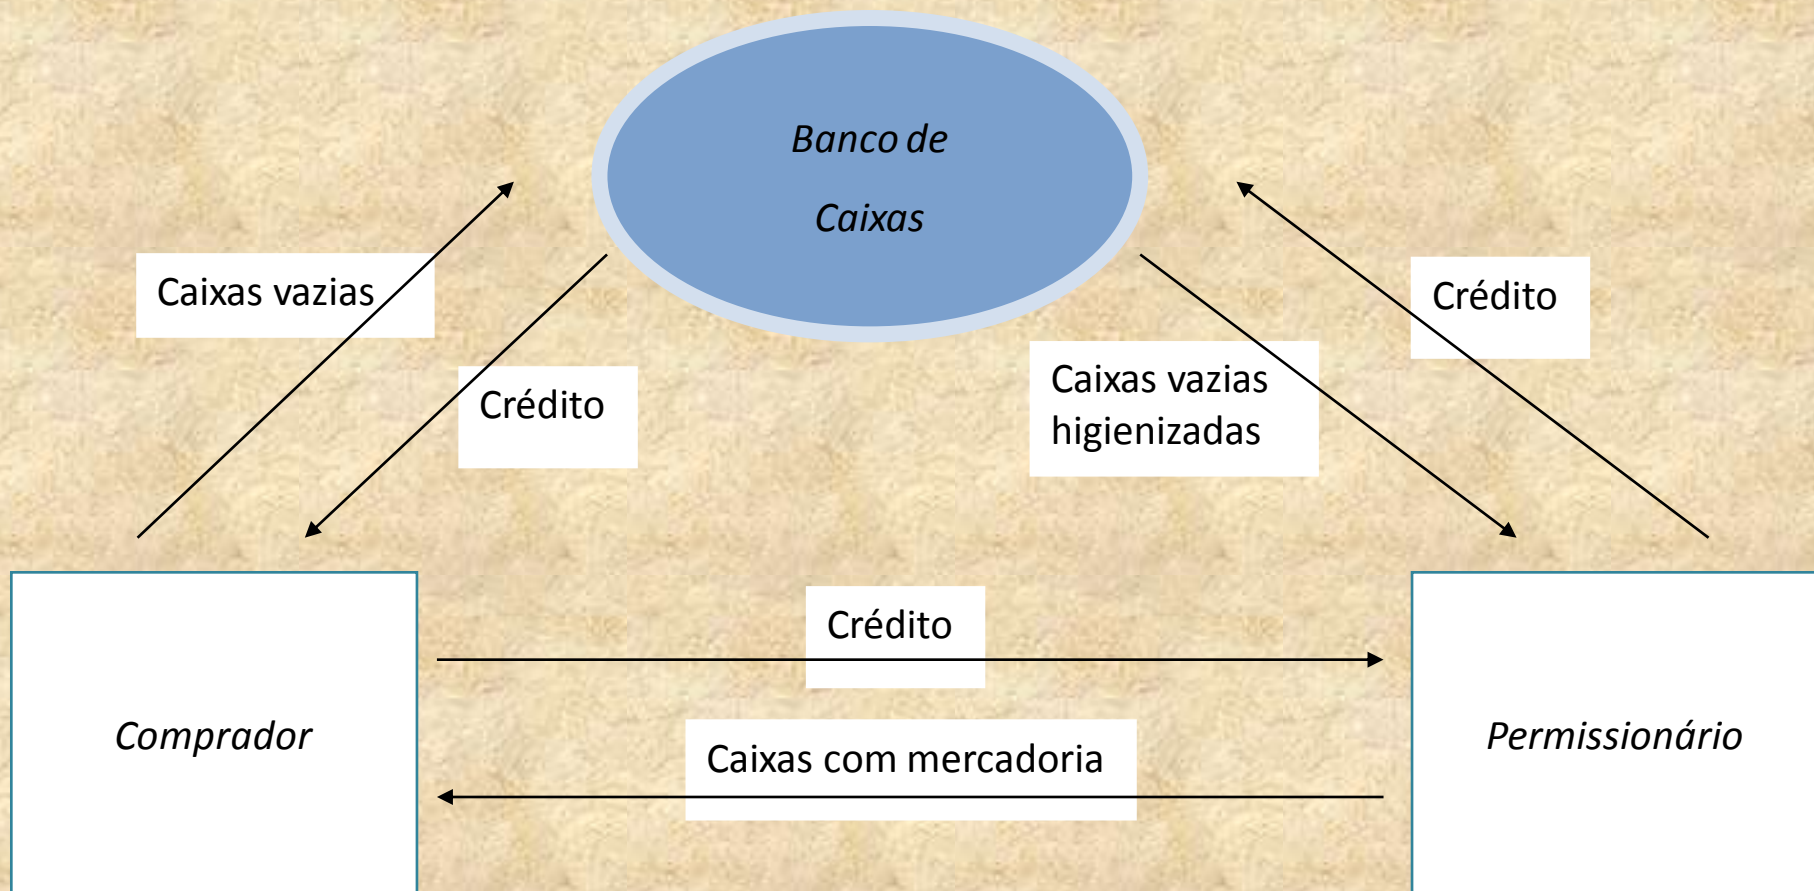 Banco de
Caixas
Caixas vazias
Crédito
Crédito
Caixas vazias
higienizadas
Crédito
Comprador
Caixas com mercadoria
Permissionário